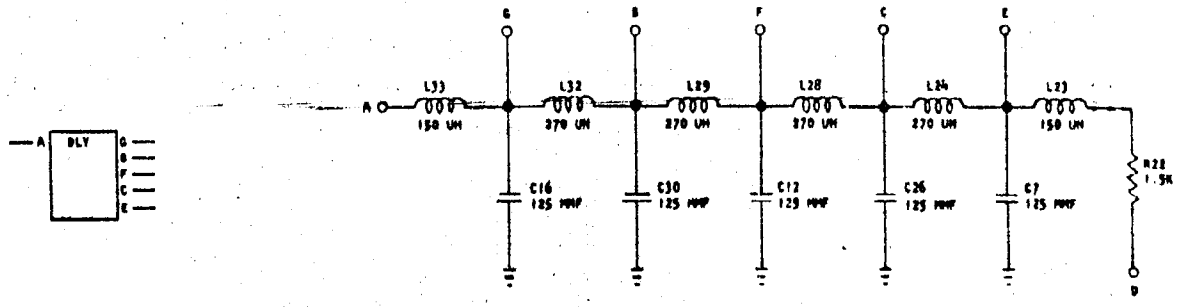 G B F C E
L33 L32 L29 L28 L24 L23
A
150 UH 270 UH 270 UH 270 UH 270 UH 150 UH
A DLY G
B
F
C
E
R22
1.5K
C16 C30 C12 C26 C7
125 MMF 125 MMF 125 MMF 125 MMF 125 MMF
D